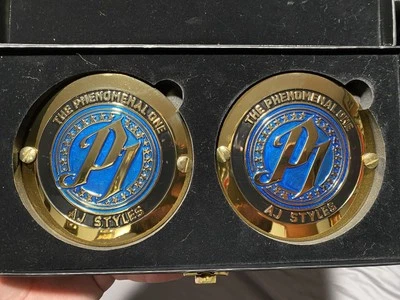 THE PHENOMENAL ONE
P1
AJ STYLES
THE PHENOMENAL ONE
P1
AJ STYLES